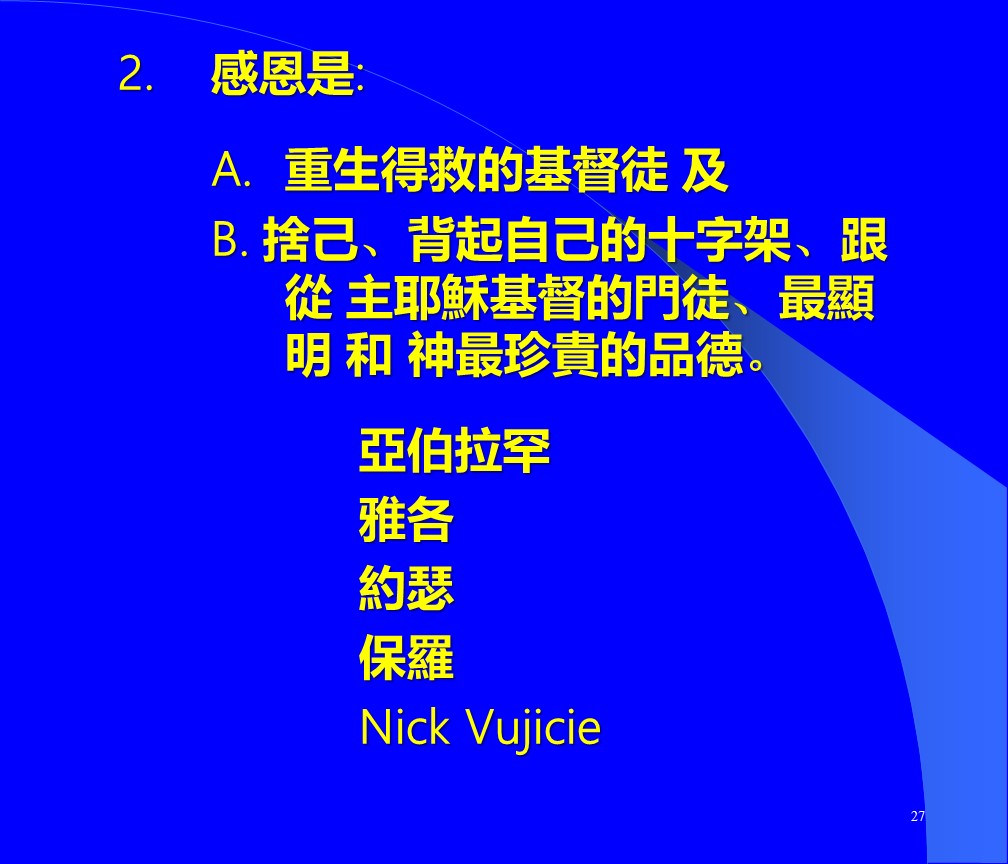 2. 感恩是:
A. 重生得救的基督徒 及
B. 捨己、背起自己的十字架、跟
從 主耶穌基督的門徒、最顯
明 和 神最珍貴的品德。
亞伯拉罕
雅各
約瑟
保羅
Nick Vujicie
27